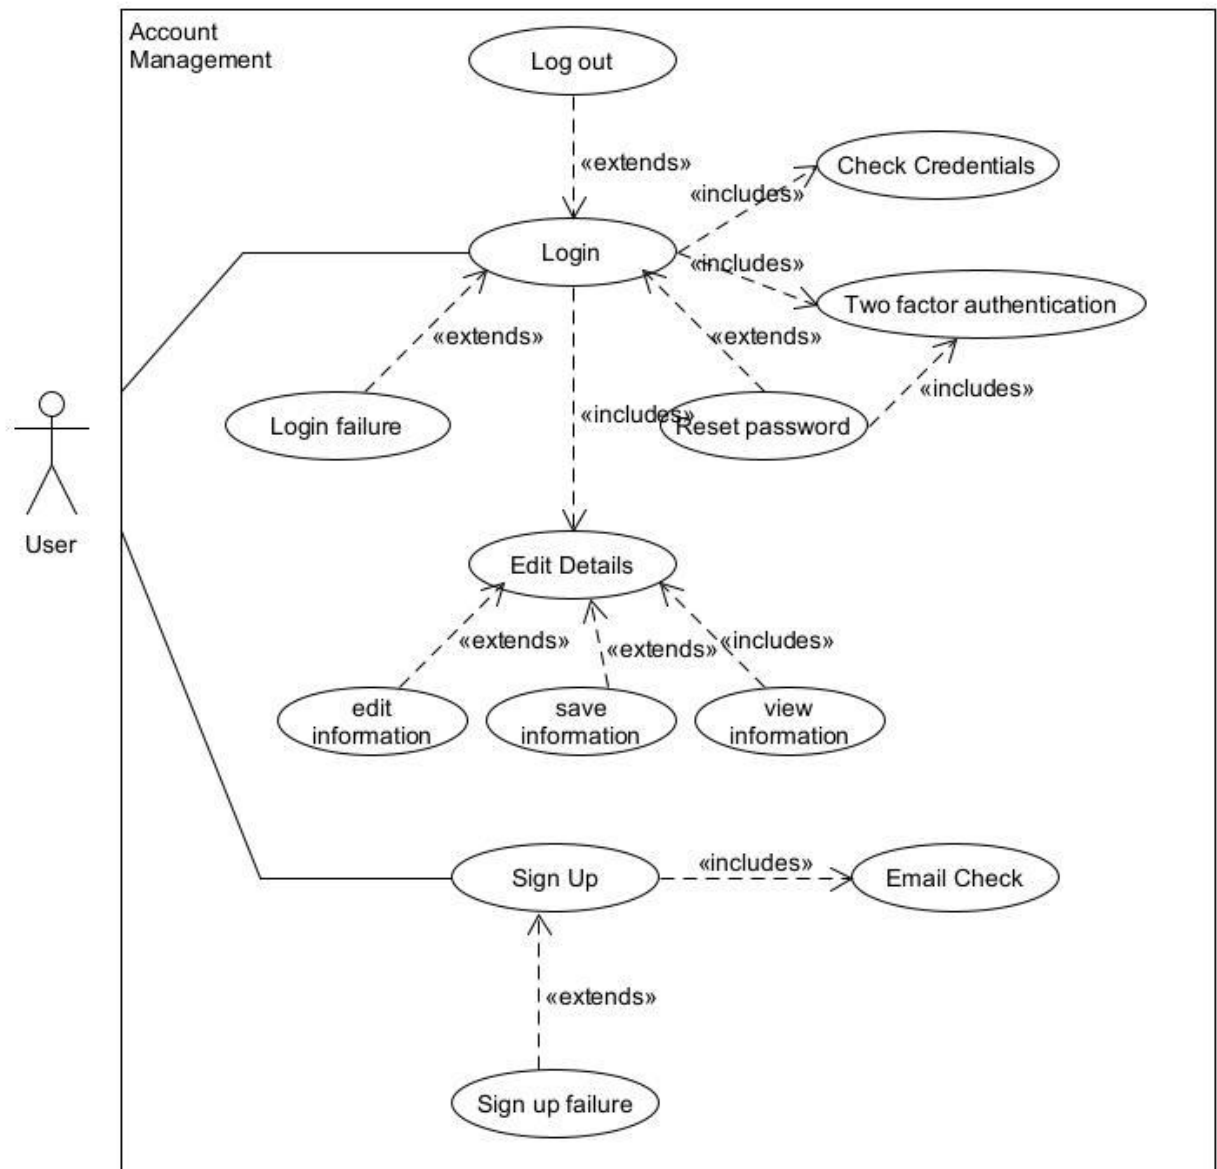 Account
Management
Log out
«extends»
Check Credentials
«includes»
Login
«includes»
Two factor authentication
«extends»
«extends»
«includes»
Login failure
«includes»
Reset password
User
Edit Details
«extends»
«extends»
«includes»
edit
information
save
information
view
information
Sign Up
«includes»
Email Check
«extends»
Sign up failure